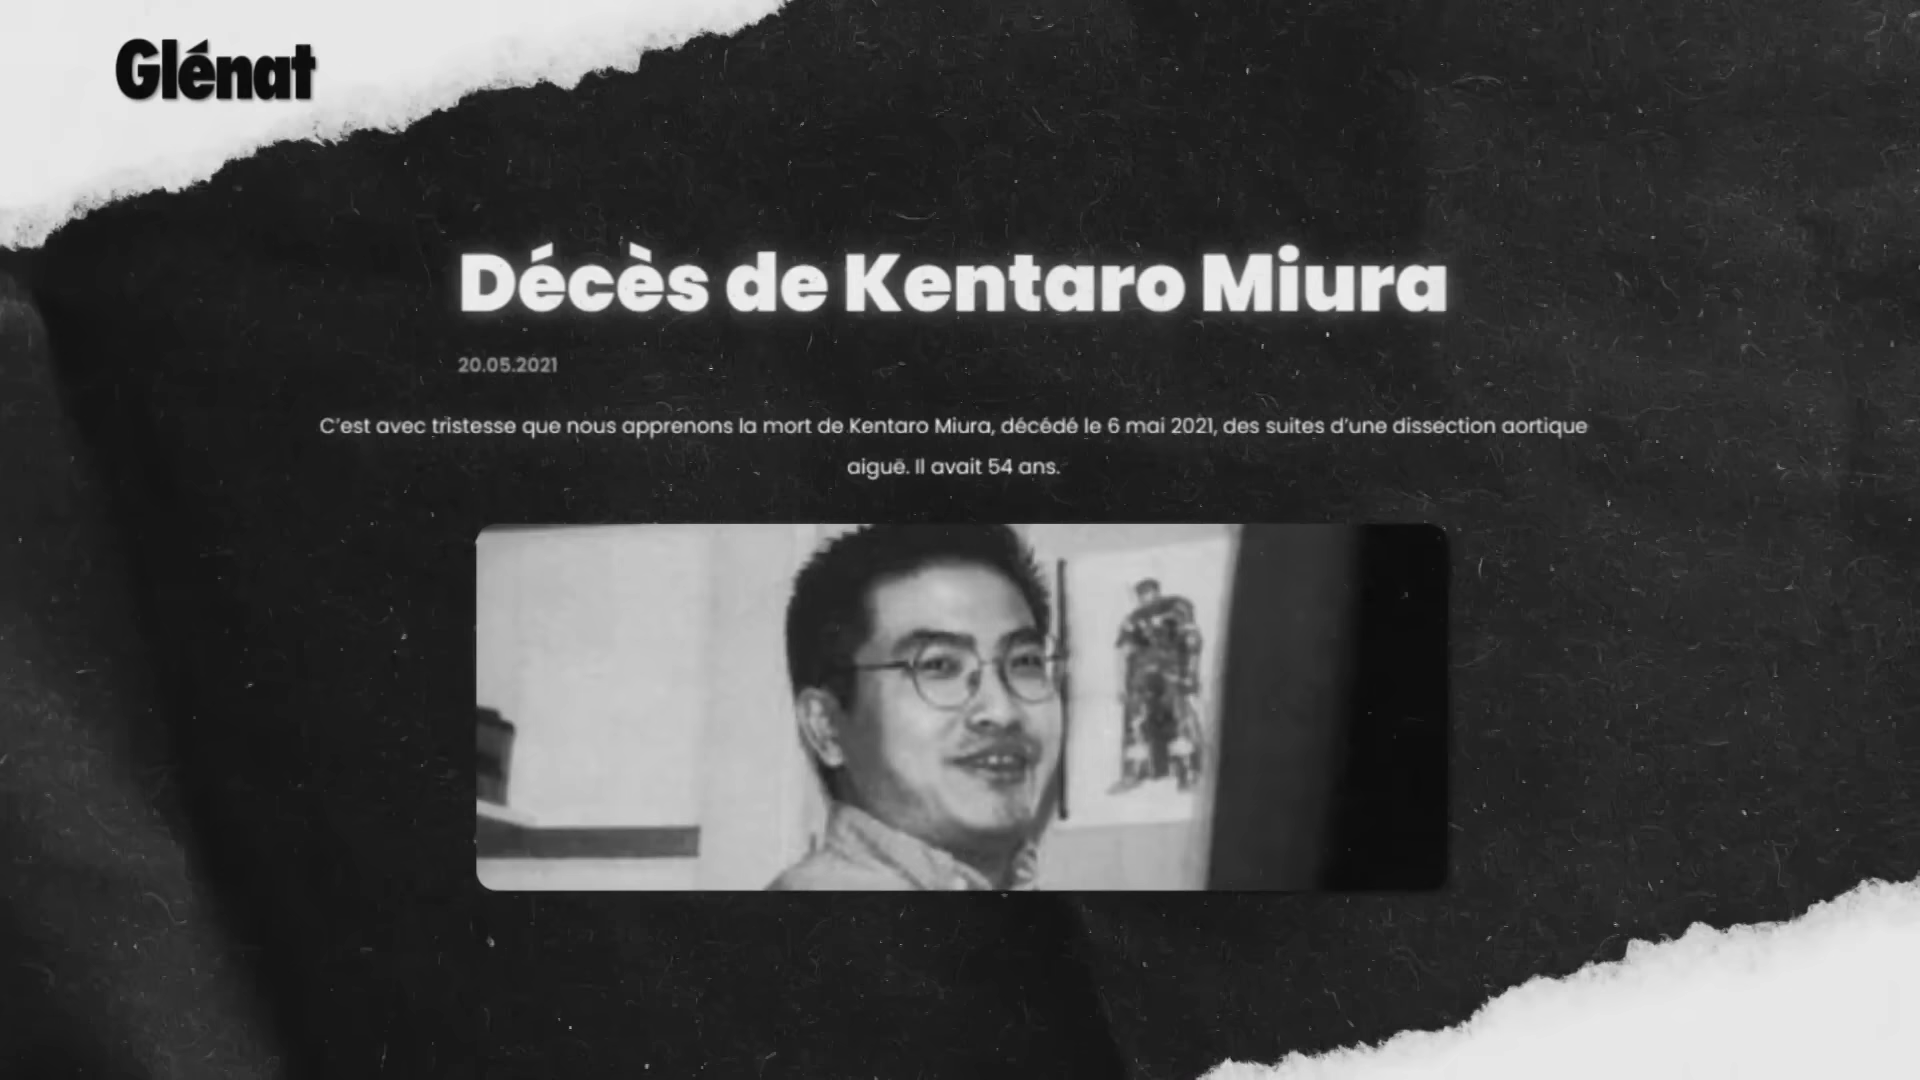 Glénat
Décès de Kentaro Miura
20.05.2021
C'est avec tristesse que nous apprenons la mort de Kentaro Miura, décédé le 6 mai 2021, des suites d'une dissection aortique
aiguë. Il avait 54 ans.